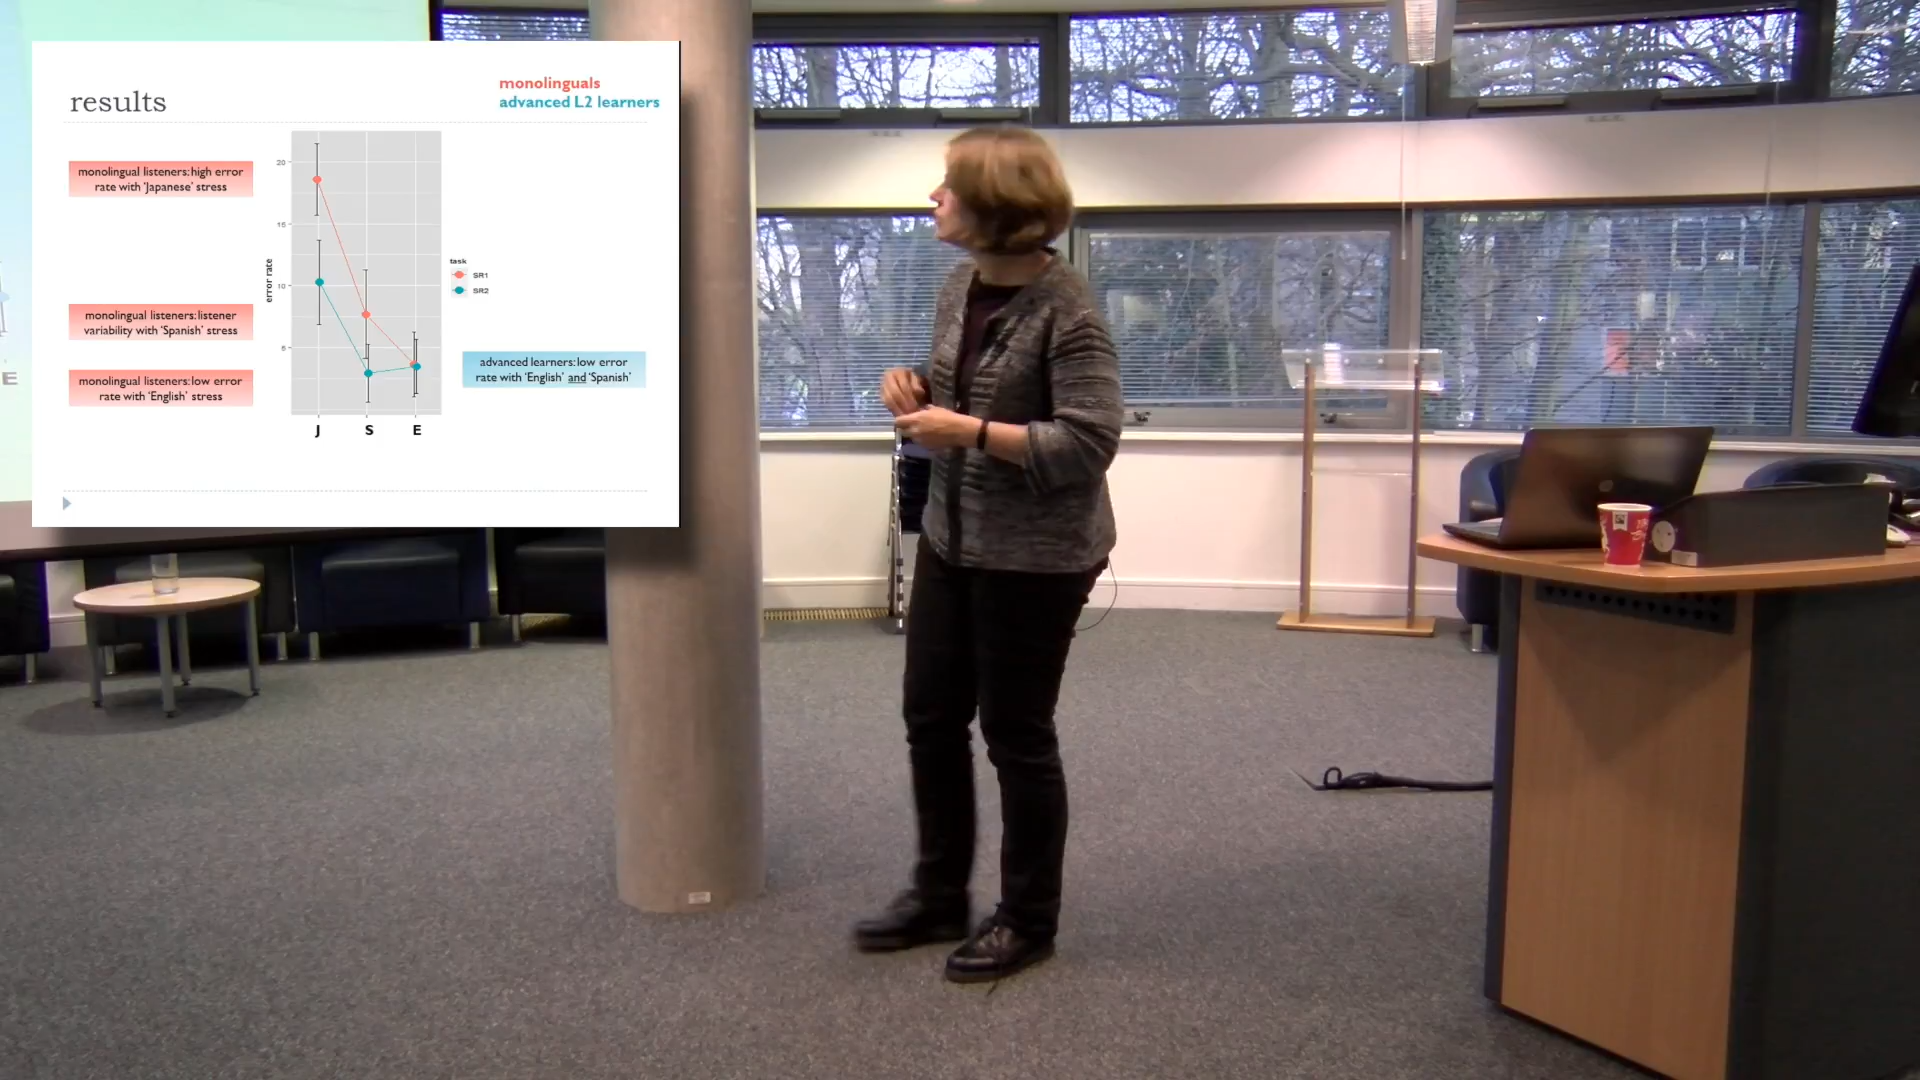 results
monolinguals
advanced L2 learners
monolingual listeners: high error
rate with 'Japanese' stress
monolingual listeners: listener
variability with 'Spanish' stress
monolingual listeners: low error
rate with 'English' stress
error rate
20
15
10
5
J S E
task
SR1
SR2
advanced learners: low error
rate with 'English' and 'Spanish'
E